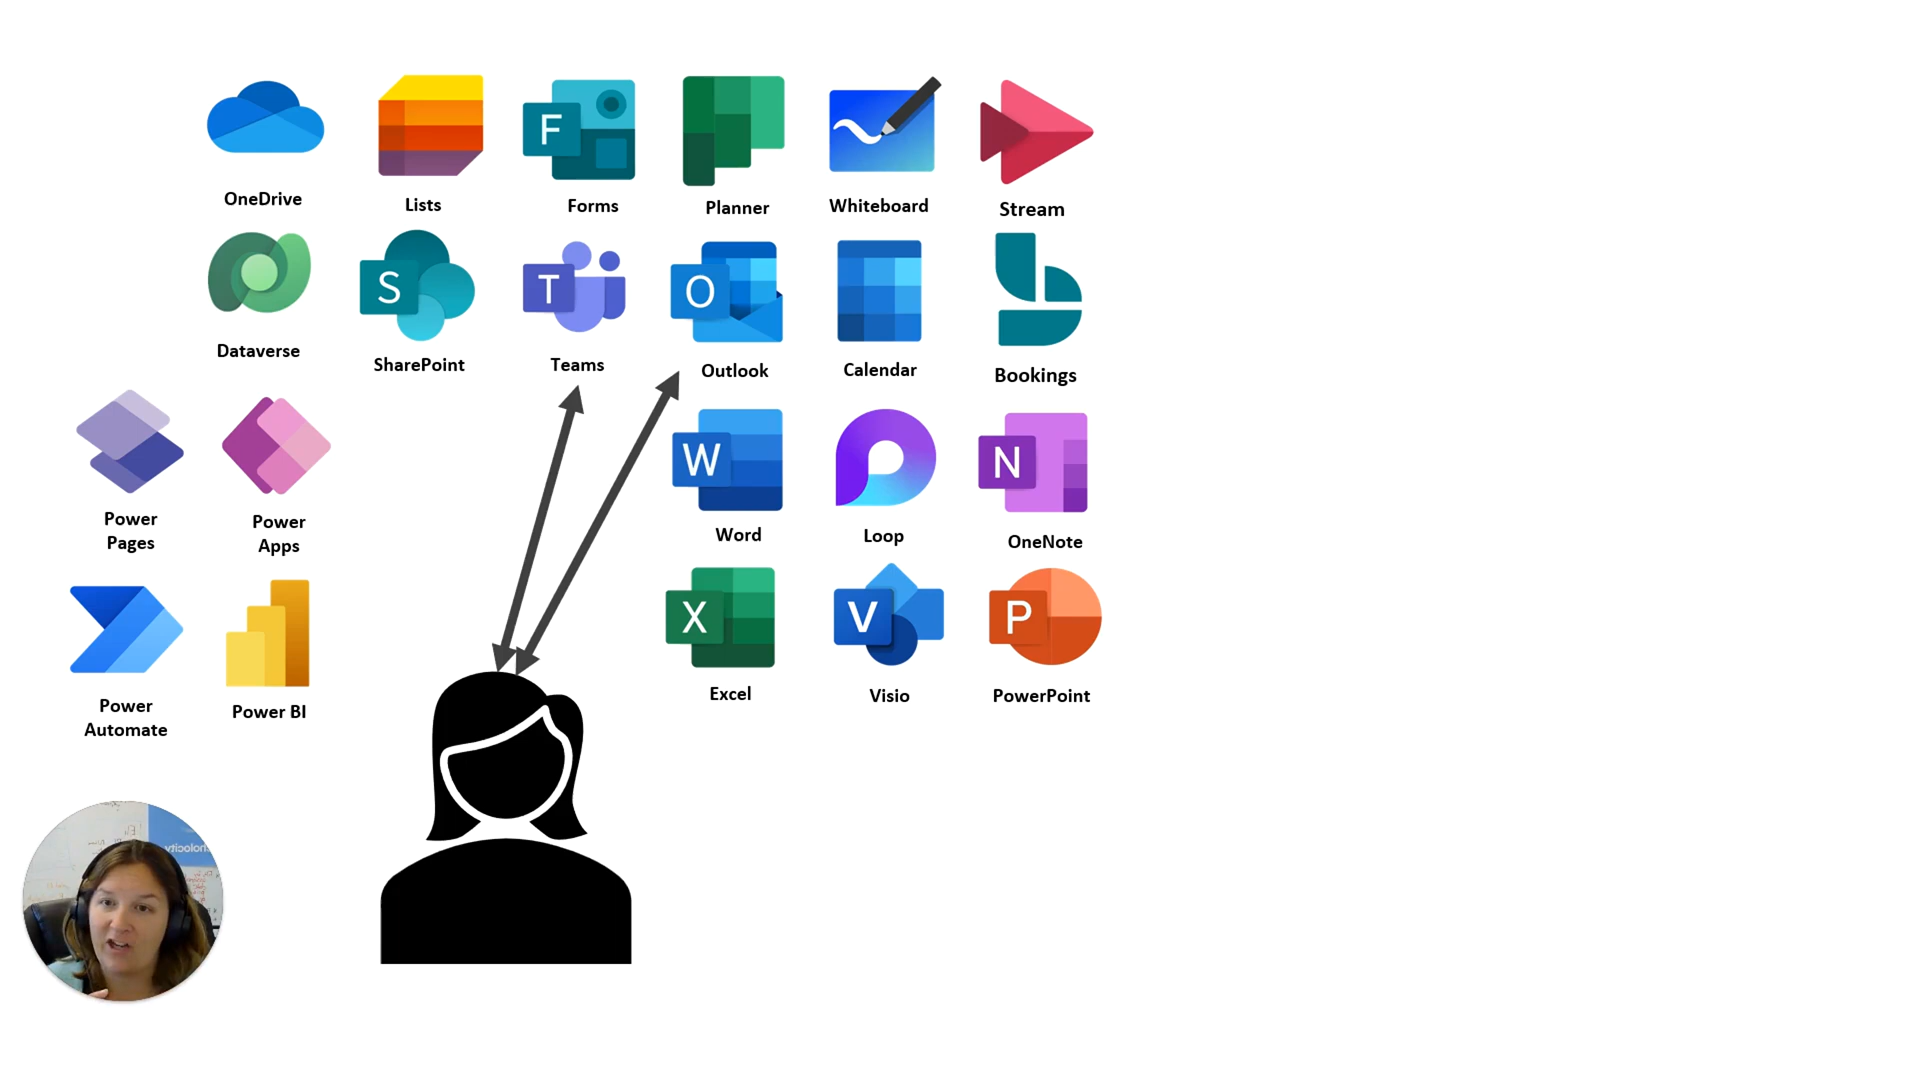 OneDrive
Lists
F
Forms
Planner
Whiteboard
Stream
Dataverse
S
SharePoint
T
Teams
O
Outlook
Calendar
Bookings
Power
Pages
Power
Apps
W
Word
Loop
N
OneNote
Power
Automate
Power BI
X
Excel
V
Visio
P
PowerPoint